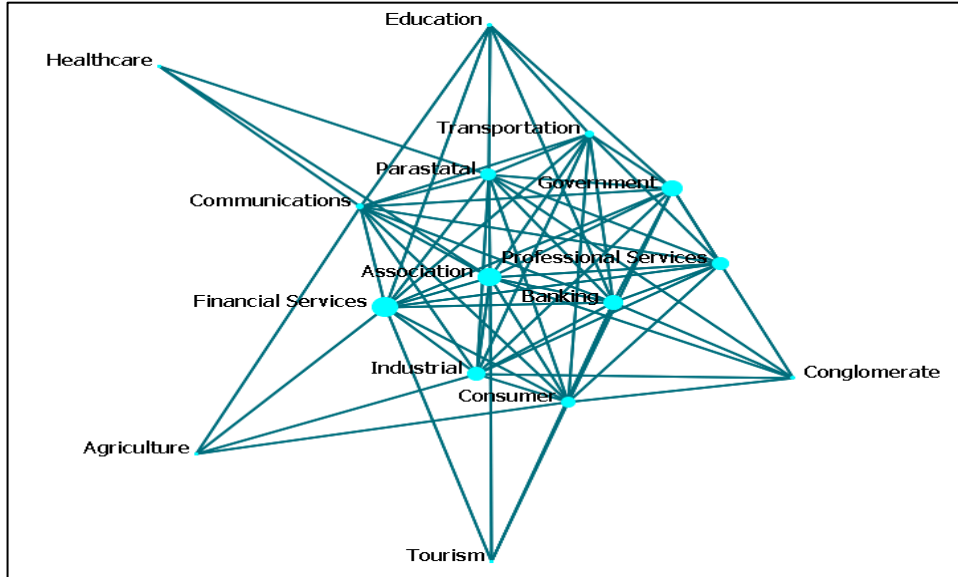 Education
Healthcare
Transportation
Parastatal
Government
Communications
Professional Services
Association
Banking
Financial Services
Industrial
Conglomerate
Consumer
Agriculture
Tourism